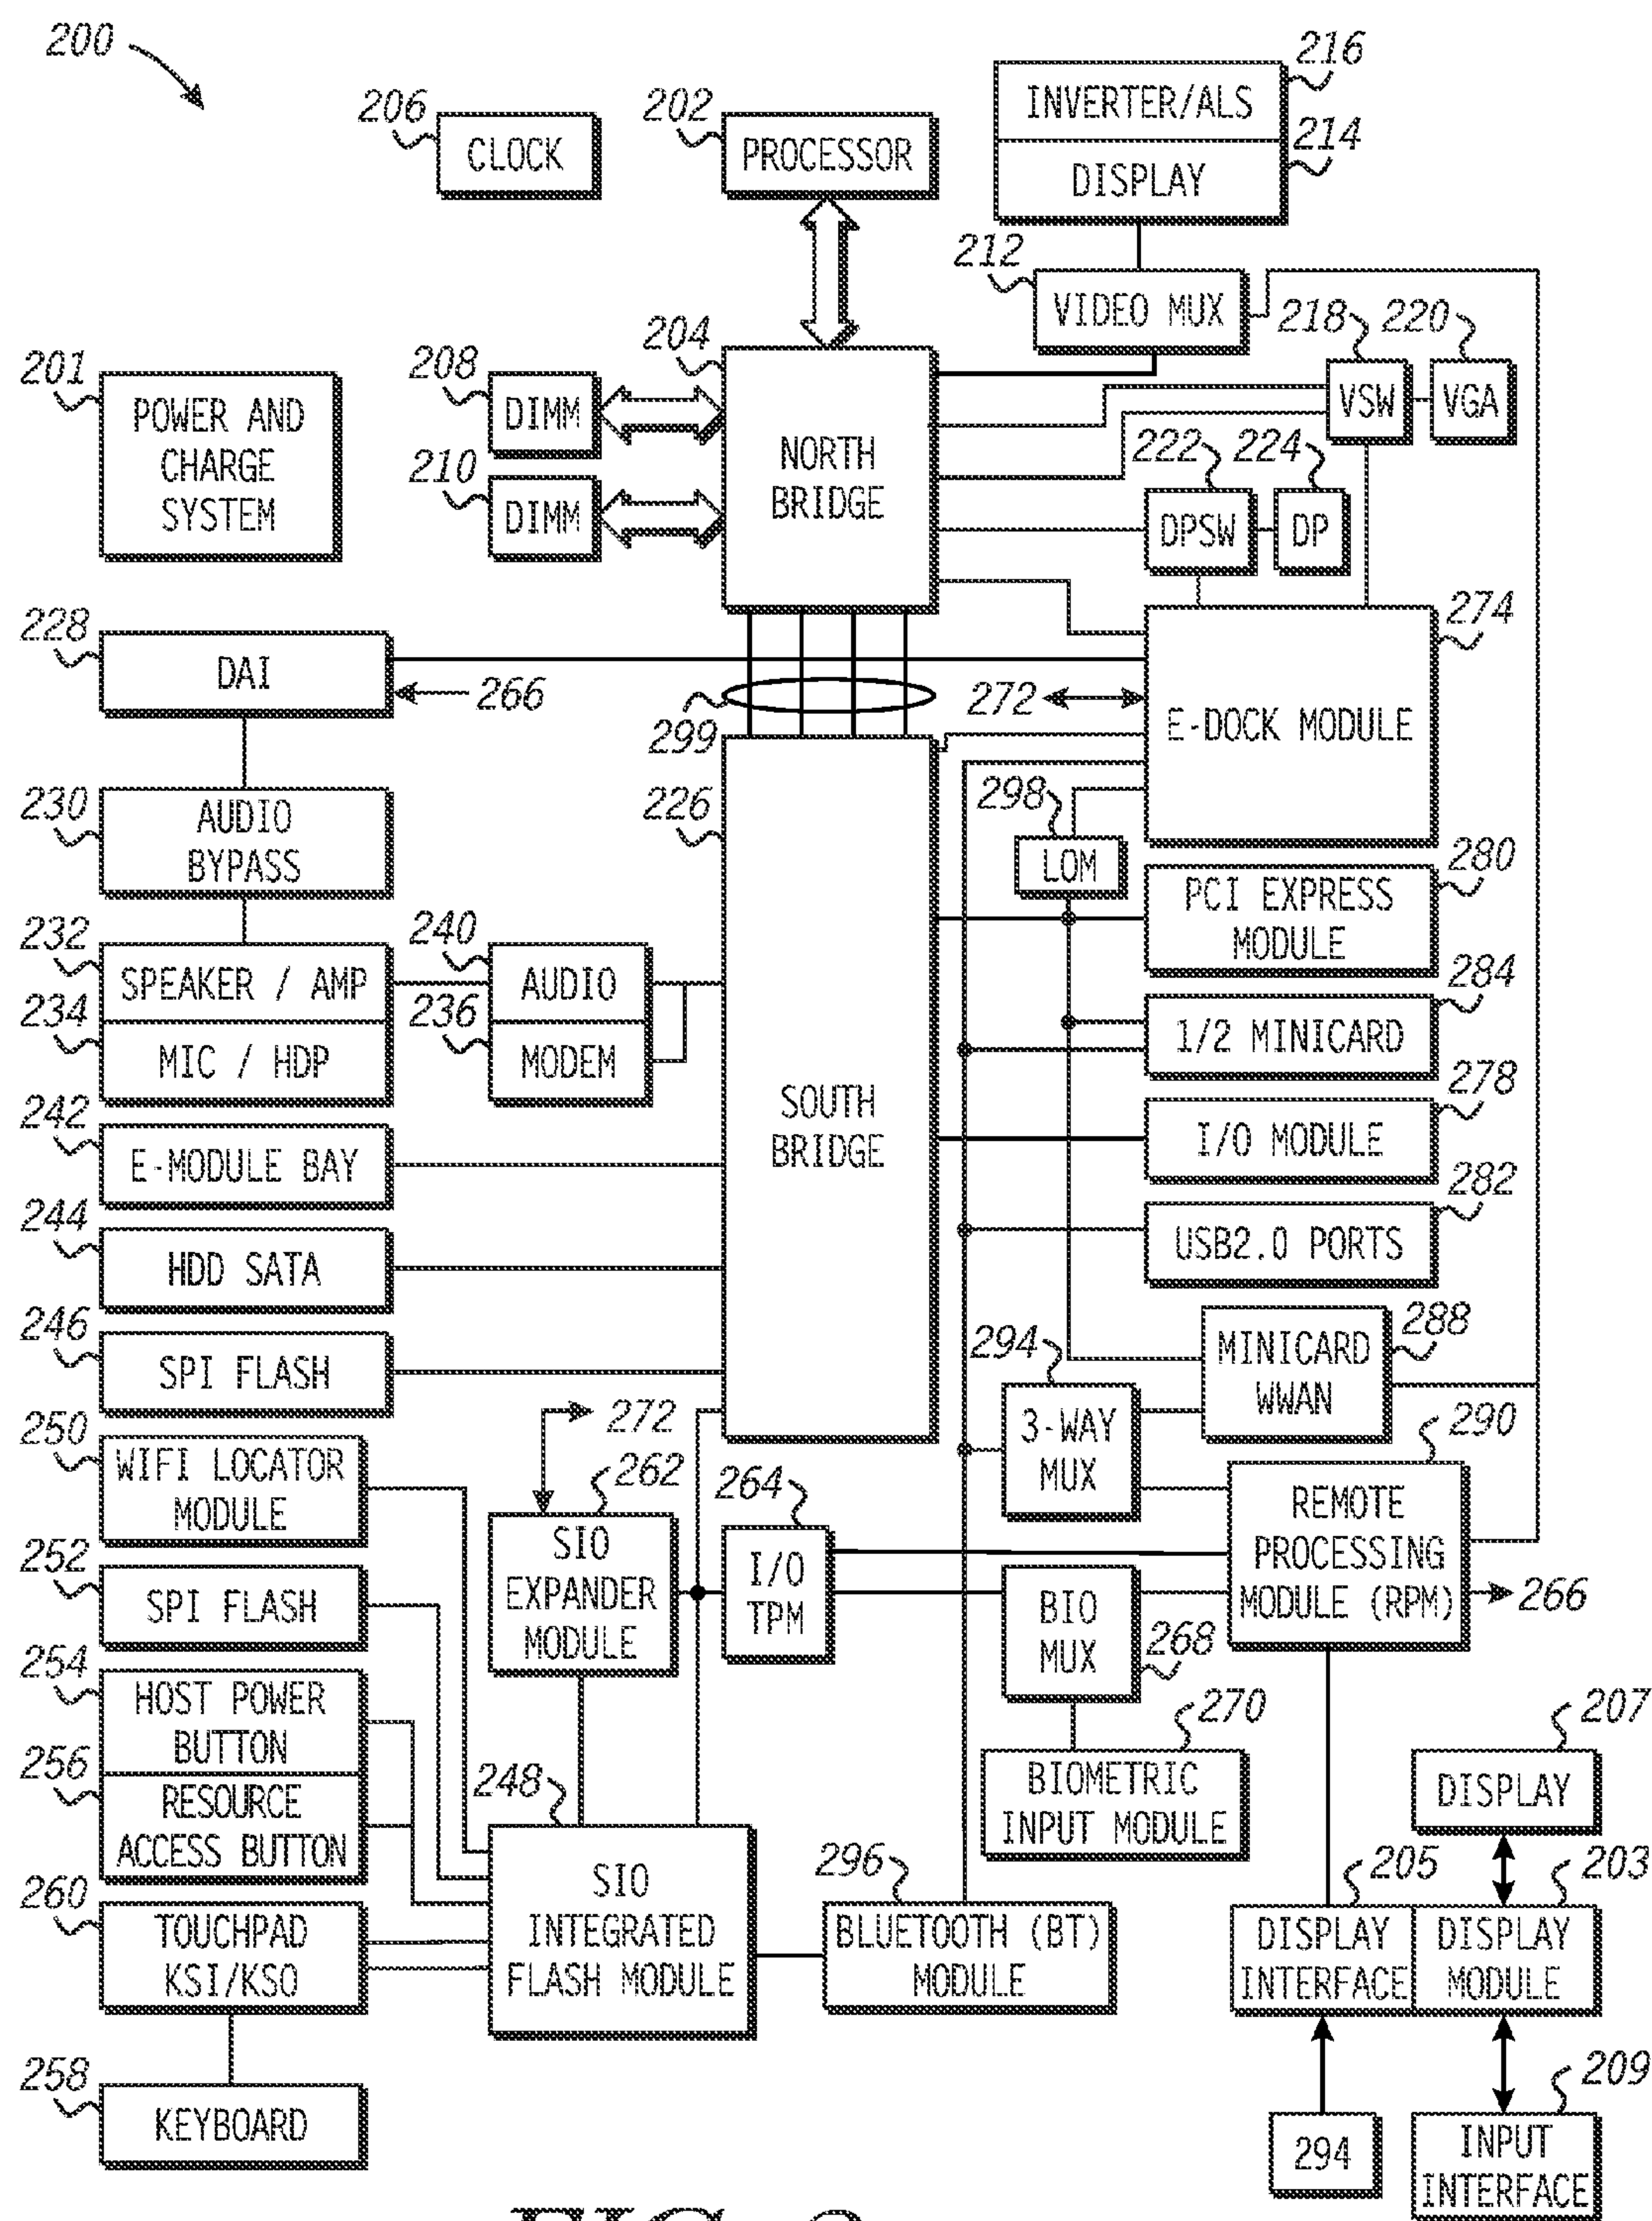 200
206
CLOCK
202
PROCESSOR
216
INVERTER/ALS
214
DISPLAY
212
VIDEO MUX
218
VSW
220
VGA
201
POWER AND
CHARGE
SYSTEM
208
DIMM
210
DIMM
204
NORTH
BRIDGE
222
DPSW
224
DP
228
DAI
266
299
272
274
E-DOCK MODULE
230
AUDIO
BYPASS
226
SOUTH
BRIDGE
298
LOM
280
PCI EXPRESS
MODULE
232
SPEAKER / AMP
234
MIC / HDP
240
AUDIO
236
MODEM
284
1/2 MINICARD
242
E-MODULE BAY
278
I/O MODULE
244
HDD SATA
282
USB2.0 PORTS
246
SPI FLASH
294
3-WAY
MUX
288
MINICARD
WWAN
250
WIFI LOCATOR
MODULE
272
262
SIO
EXPANDER
MODULE
264
I/O
TPM
290
REMOTE
PROCESSING
MODULE (RPM)
266
252
SPI FLASH
BIO
MUX
268
254
HOST POWER
BUTTON
256
RESOURCE
ACCESS BUTTON
270
BIOMETRIC
INPUT MODULE
207
DISPLAY
248
SIO
INTEGRATED
FLASH MODULE
260
TOUCHPAD
KSI/KSO
296
BLUETOOTH (BT)
MODULE
205
DISPLAY
INTERFACE
203
DISPLAY
MODULE
258
KEYBOARD
294
209
INPUT
INTERFACE